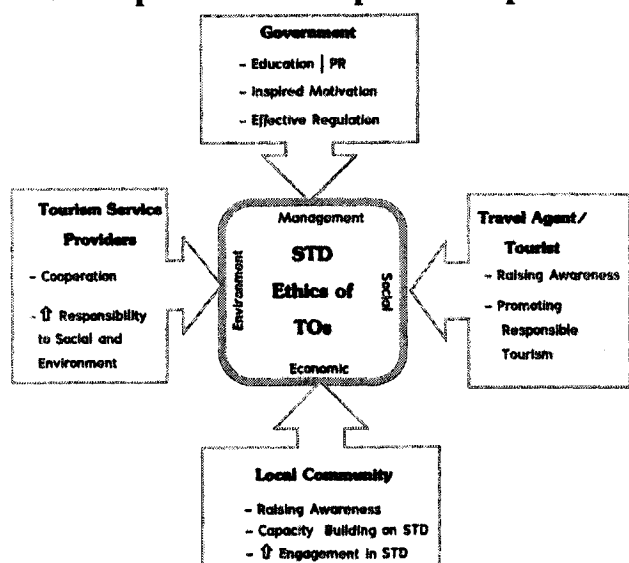 Government
- Education | PR
- Inspired Motivation
- Effective Regulation
Tourism Service
Providers
- Cooperation
- ⇧ Responsibility
to Social and
Environment
Management
Environment
STD
Ethics of
TOs
Social
Economic
Travel Agent/
Tourist
- Raising Awareness
- Promoting
Responsible
Tourism
Local Community
- Raising Awareness
- Capacity Building on STD
- ⇧ Engagement in STD